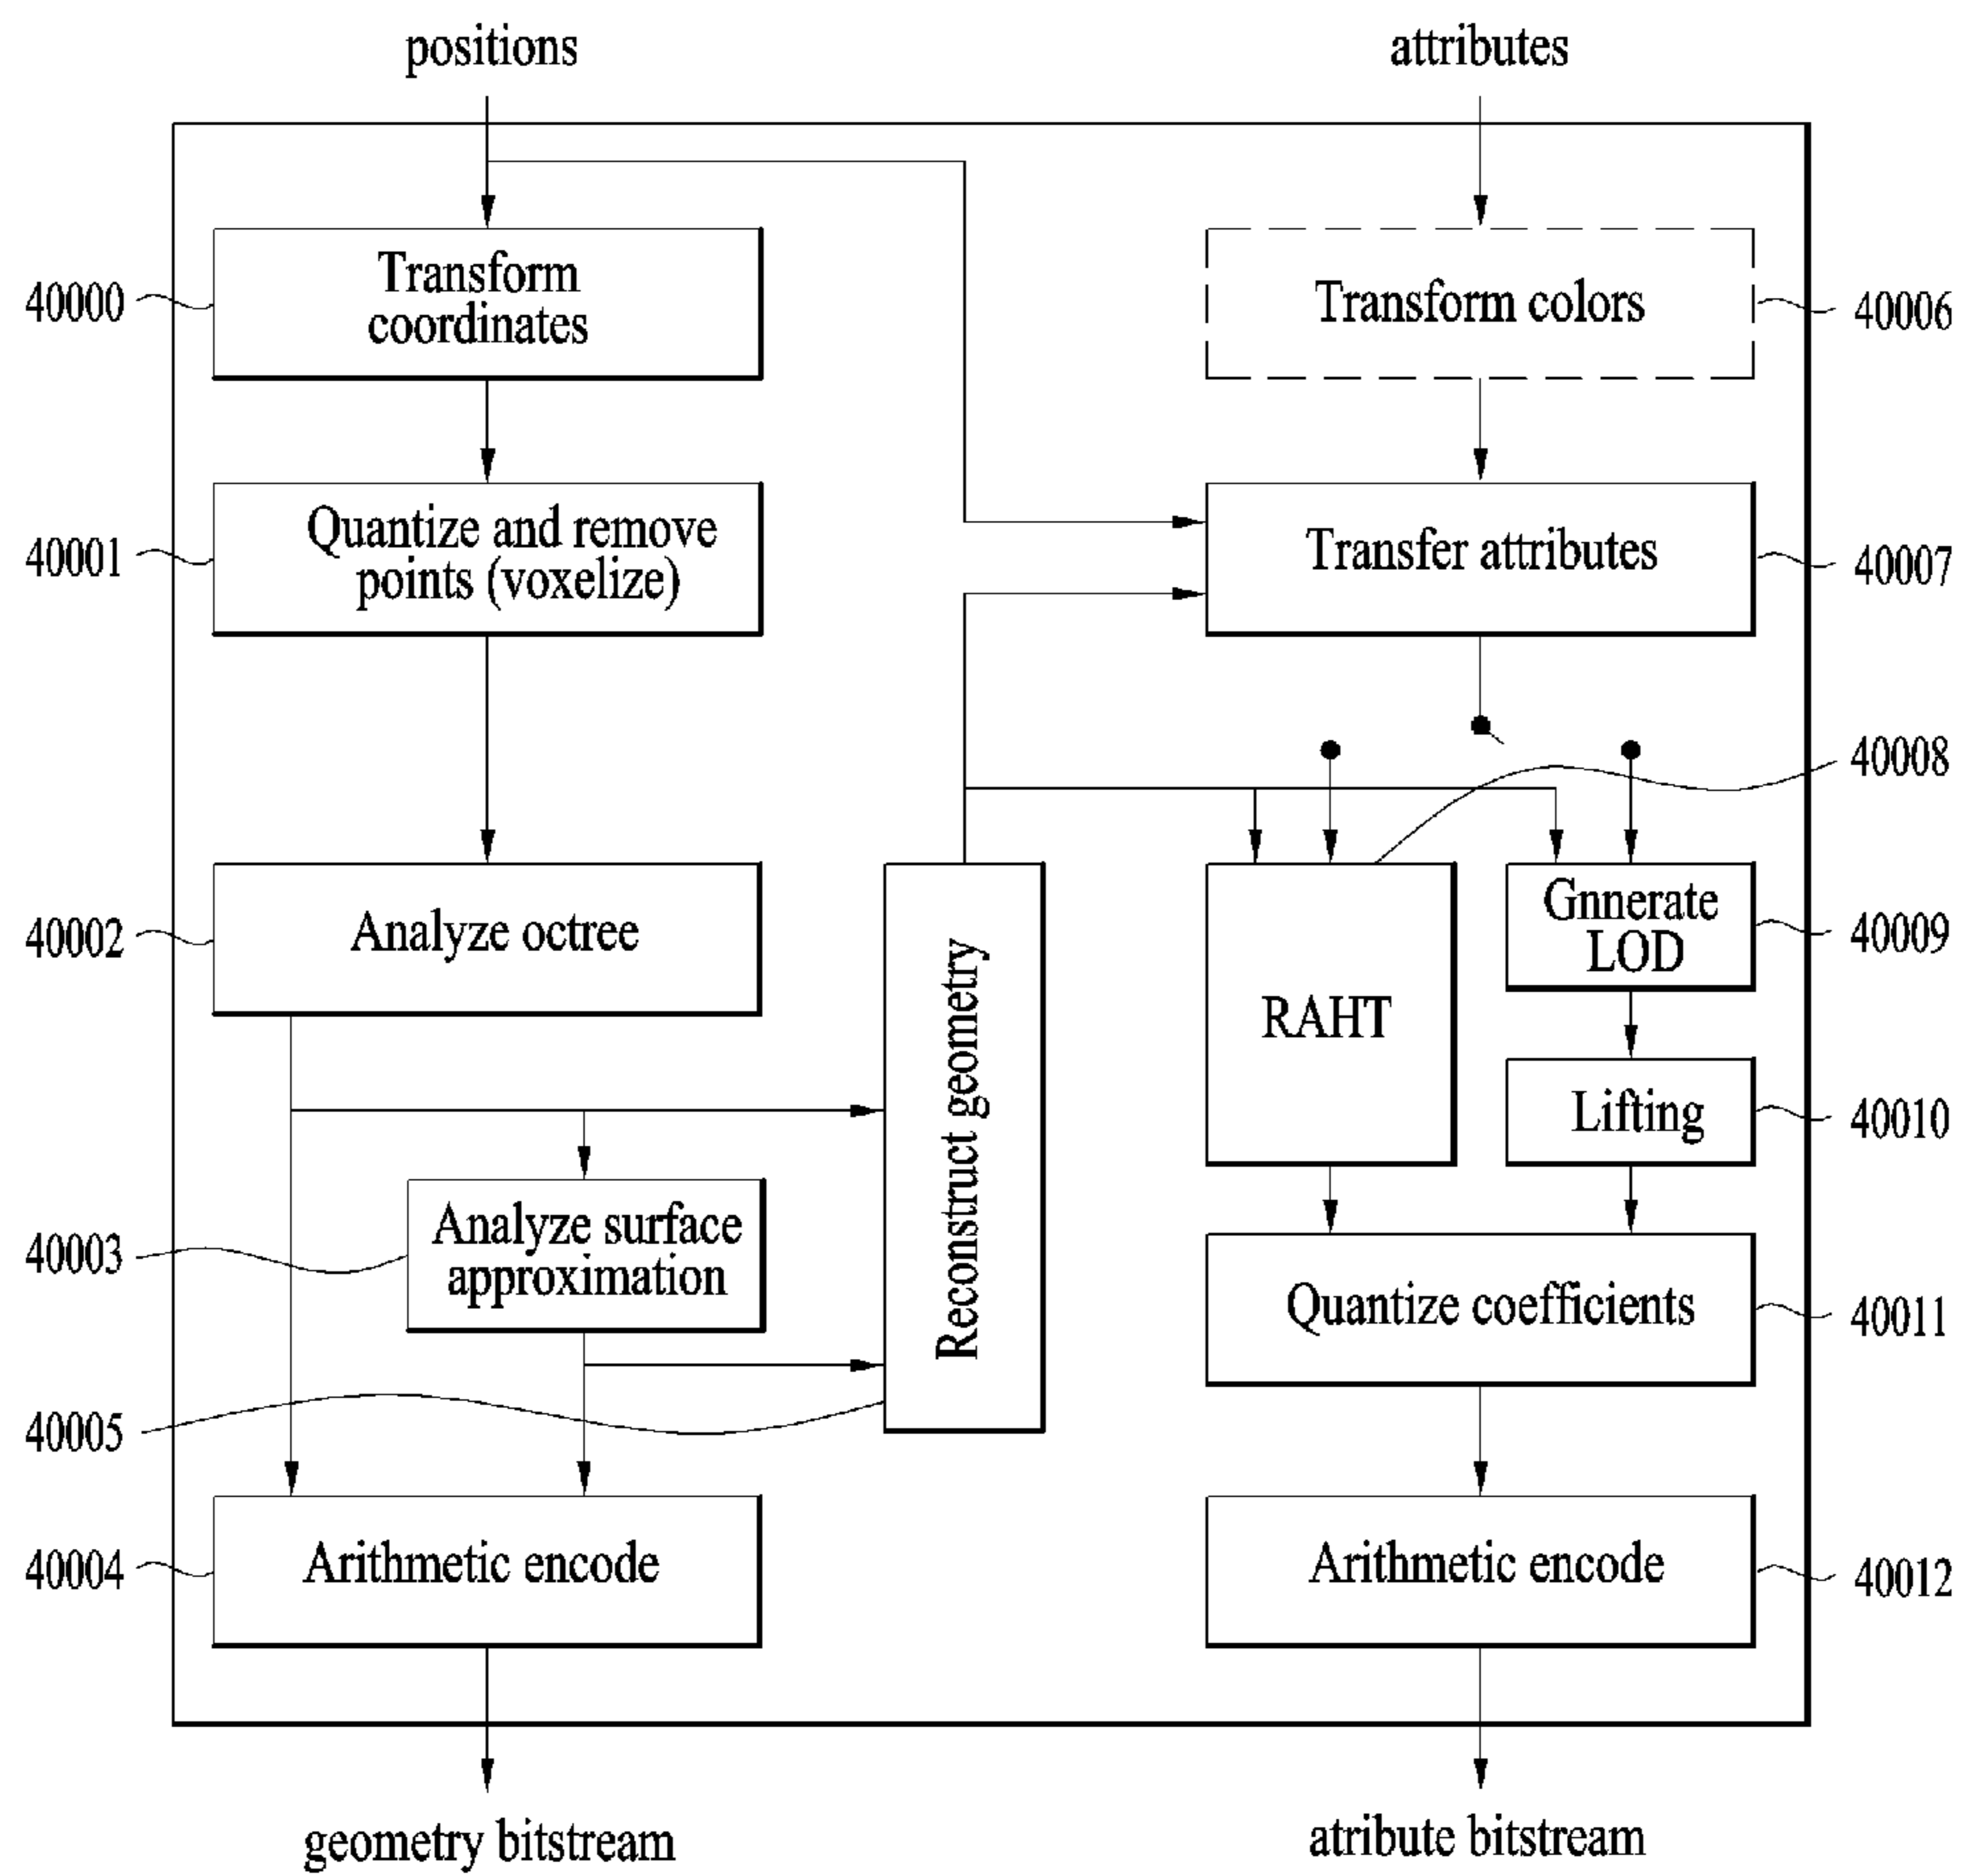 positions
attributes
Transform
coordinates
40000
Transform colors
40006
Quantize and remove
points (voxelize)
40001
Transfer attributes
40007
40008
Analyze octree
40002
Reconstruct geometry
RAHT
Gnnerate
LOD
40009
Lifting
40010
Analyze surface
approximation
40003
Quantize coefficients
40011
40005
Arithmetic encode
40004
Arithmetic encode
40012
geometry bitstream
atribute bitstream